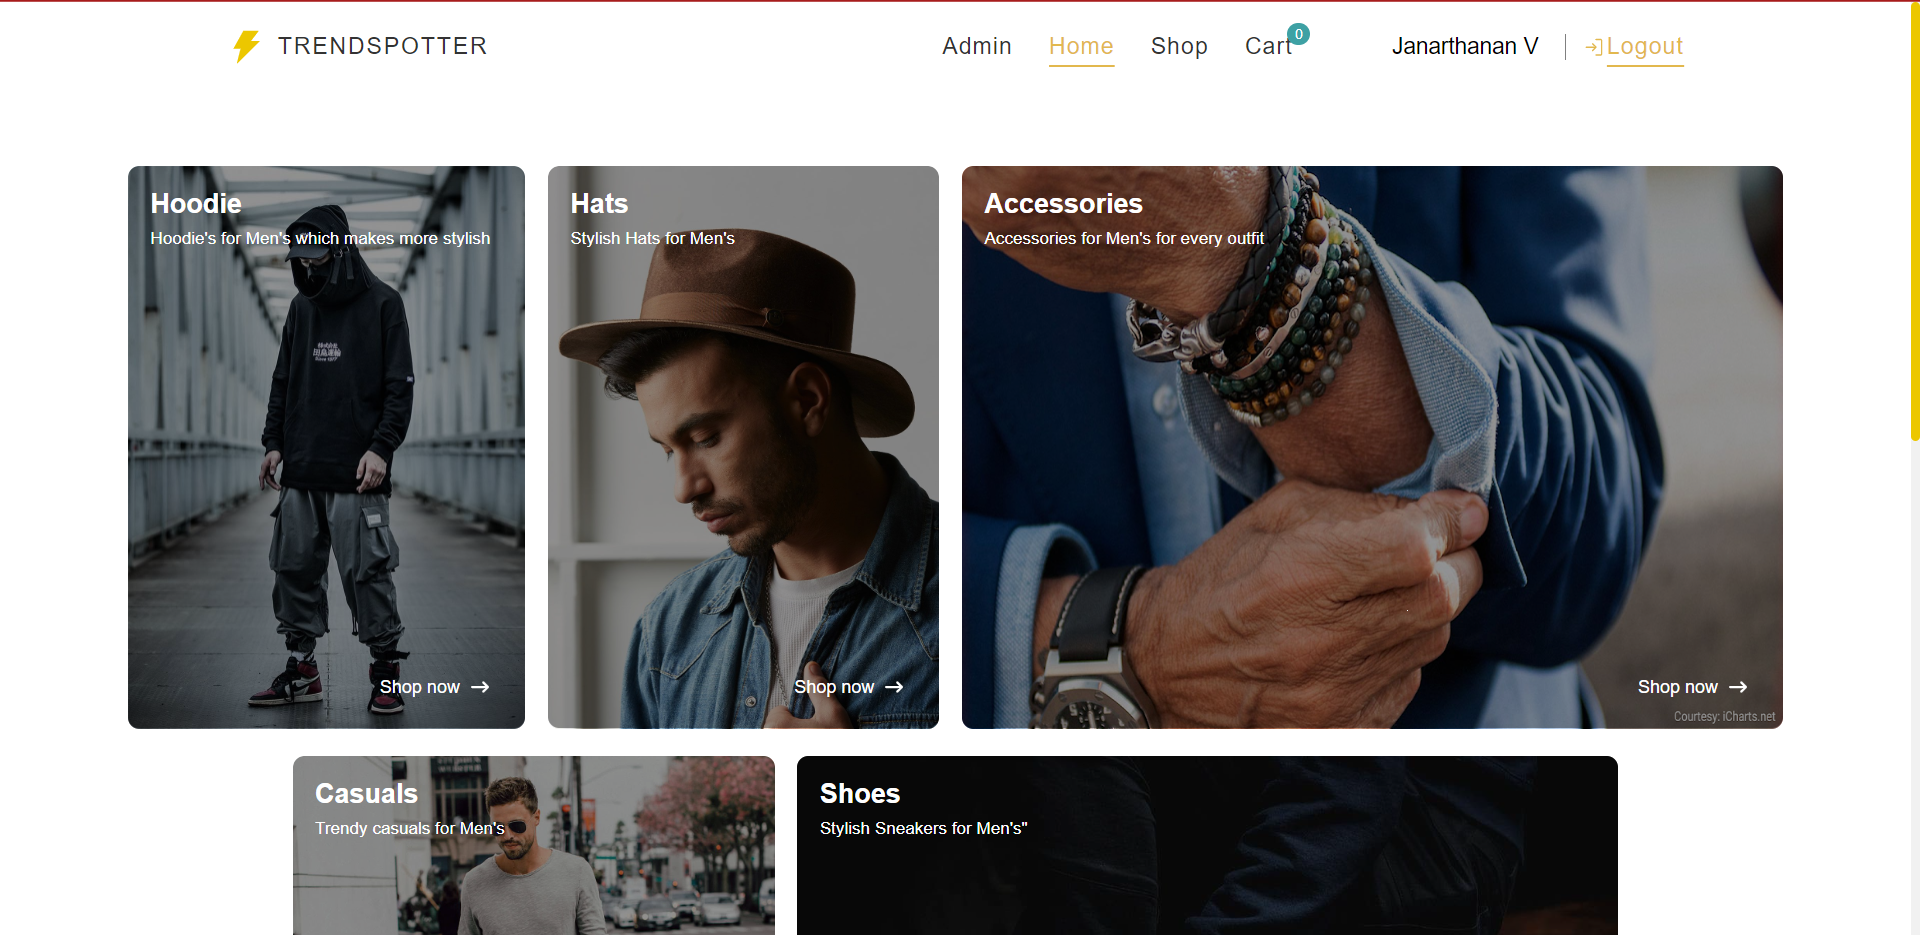 TRENDSPOTTER
Admin Home Shop Cart 0 Janarthanan V Logout
Hoodie
Hoodie's for Men's which makes more stylish
Since 1977
Shop now
Hats
Stylish Hats for Men's
Shop now
Accessories
Accessories for Men's for every outfit
Shop now
Courtesy: iCharts.net
Casuals
Trendy casuals for Men's
Shoes
Stylish Sneakers for Men's"